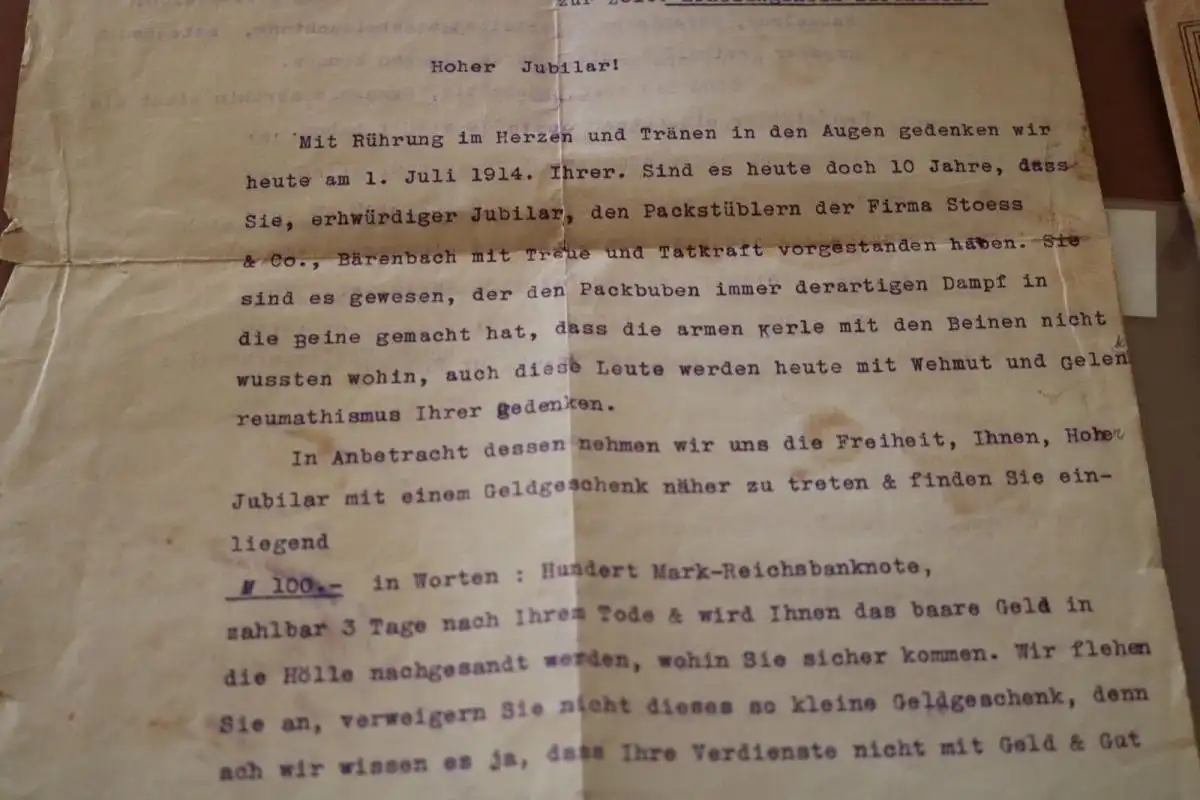 zur Zeit.
Hoher Jubilar!
Mit Rührung im Herzen und Tränen in den Augen gedenken wir
heute am 1. Juli 1914. Ihrer. Sind es heute doch 10 Jahre, dass
Sie, erhwürdiger Jubilar, den Packstüblern der Firma Stoess
& Co., Bärenbach mit Treue und Tatkraft vorgestanden haben. Sie
sind es gewesen, der den Packbuben immer derartigen Dampf in
die Beine gemacht hat, dass die armen Kerle mit den Beinen nicht
wussten wohin, auch diese Leute werden heute mit Wehmut und Gelenk
reumathismus Ihrer gedenken.
In Anbetracht dessen nehmen wir uns die Freiheit, Ihnen, Hoher
Jubilar mit einem Geldgeschenk näher zu treten & finden Sie ein-
liegend
M 100.- in Worten : Hundert Mark-Reichsbanknote,
zahlbar 3 Tage nach Ihrem Tode & wird Ihnen das baare Geld in
die Hölle nachgesandt werden, wohin Sie sicher kommen. Wir flehen
Sie an, verweigern Sie nicht dieses so kleine Geldgeschenk, denn
ach wir wissen es ja, dass Ihre Verdienste nicht mit Geld & Gut